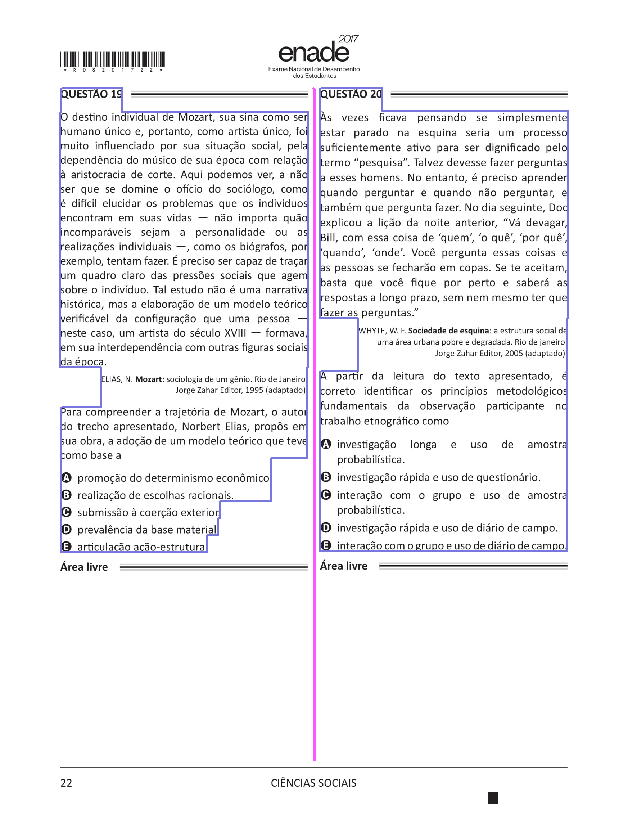 *R0820172​2*
2017
enade
Exame Nacional de Desempenho
dos Estudantes
QUESTÃO 19
O destino individual de Mozart, sua sina como ser
humano único e, portanto, como artista único, foi
muito influenciado por sua situação social, pela
dependência do músico de sua época com relação
à aristocracia de corte. Aqui podemos ver, a não
ser que se domine o ofício do sociólogo, como
é difícil elucidar os problemas que os indivíduos
encontram em suas vidas — não importa quão
incomparáveis sejam a personalidade ou as
realizações individuais —, como os biógrafos, por
exemplo, tentam fazer. É preciso ser capaz de traçar
um quadro claro das pressões sociais que agem
sobre o indivíduo. Tal estudo não é uma narrativa
histórica, mas a elaboração de um modelo teórico
verificável da configuração que uma pessoa —
neste caso, um artista do século XVIII — formava,
em sua interdependência com outras figuras sociais
da época.
ELIAS, N. Mozart: sociologia de um gênio. Rio de Janeiro:
Jorge Zahar Editor, 1995 (adaptado).
Para compreender a trajetória de Mozart, o autor
do trecho apresentado, Norbert Elias, propôs em
sua obra, a adoção de um modelo teórico que teve
como base a
A promoção do determinismo econômico.
B realização de escolhas racionais.
C submissão à coerção exterior.
D prevalência da base material.
E articulação ação-estrutura.
Área livre
QUESTÃO 20
Às vezes ficava pensando se simplesmente
estar parado na esquina seria um processo
suficientemente ativo para ser dignificado pelo
termo “pesquisa”. Talvez devesse fazer perguntas
a esses homens. No entanto, é preciso aprender
quando perguntar e quando não perguntar, e
também que pergunta fazer. No dia seguinte, Doc
explicou a lição da noite anterior, “Vá devagar,
Bill, com essa coisa de ‘quem’, ‘o quê’, ‘por quê’,
‘quando’, ‘onde’. Você pergunta essas coisas e
as pessoas se fecharão em copas. Se te aceitam,
basta que você fique por perto e saberá as
respostas a longo prazo, sem nem mesmo ter que
fazer as perguntas.”
WHYTE, W. F. Sociedade de esquina: a estrutura social de
uma área urbana pobre e degradada. Rio de janeiro:
Jorge Zahar Editor, 2005 (adaptado).
A partir da leitura do texto apresentado, é
correto identificar os princípios metodológicos
fundamentais da observação participante no
trabalho etnográfico como
A investigação longa e uso de amostra
probabilística.
B investigação rápida e uso de questionário.
C interação com o grupo e uso de amostra
probabilística.
D investigação rápida e uso de diário de campo.
E interação com o grupo e uso de diário de campo.
Área livre
22
CIÊNCIAS SOCIAIS